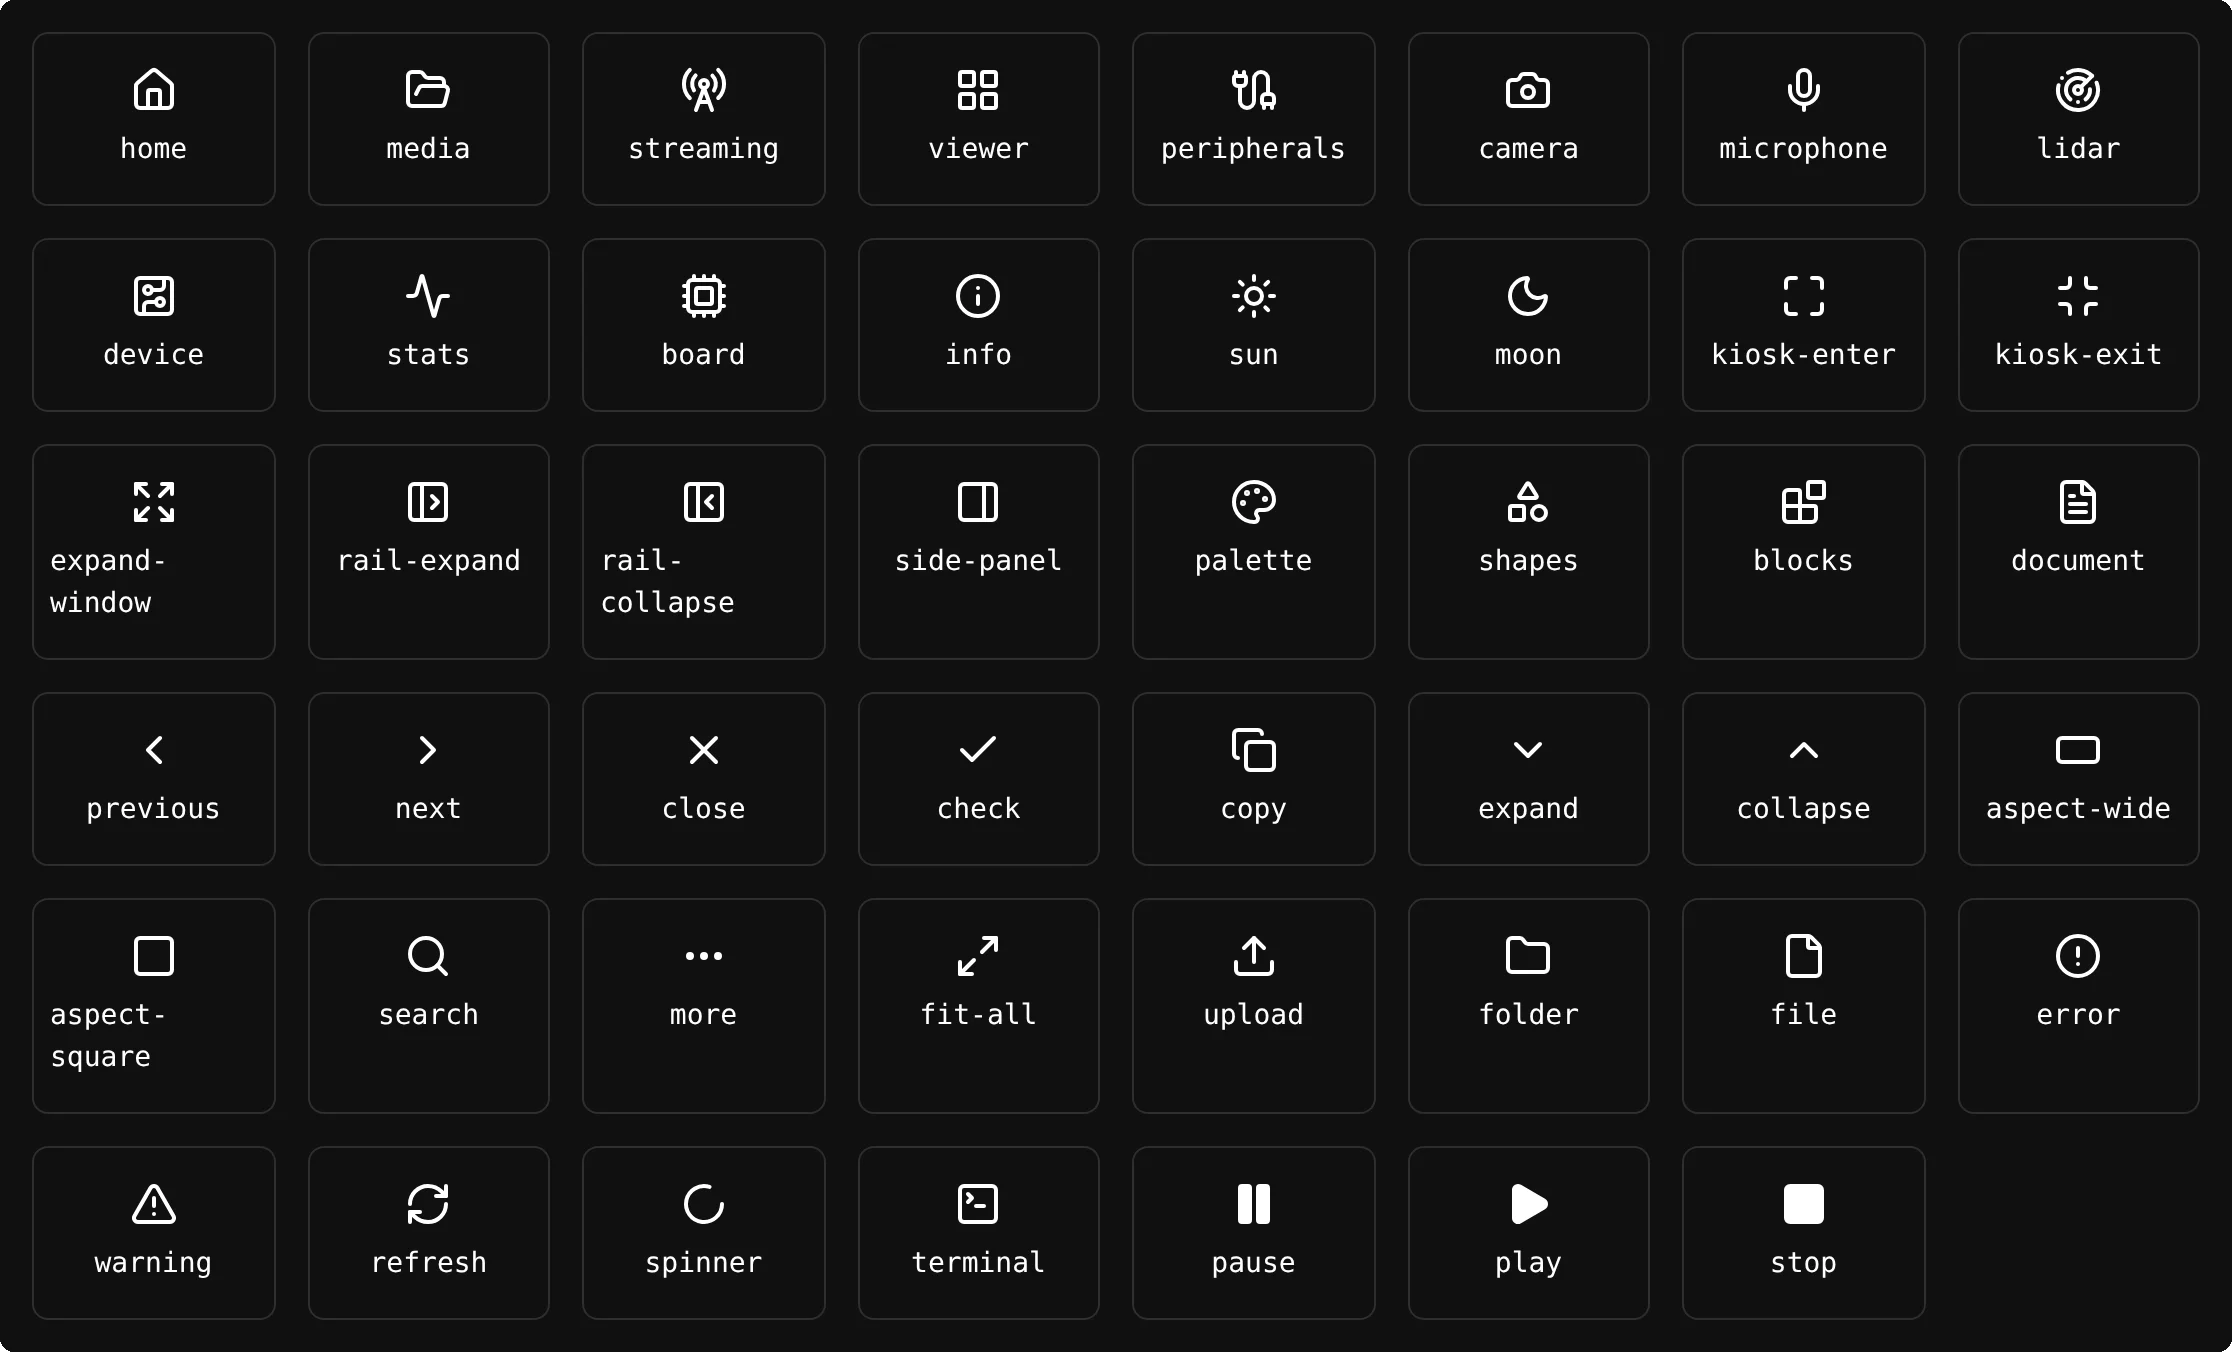 home
media
streaming
viewer
peripherals
camera
microphone
lidar
device
stats
board
info
sun
moon
kiosk-enter
kiosk-exit
expand-
window
rail-expand
rail-
collapse
side-panel
palette
shapes
blocks
document
previous
next
close
check
copy
expand
collapse
aspect-wide
aspect-
square
search
more
fit-all
upload
folder
file
error
warning
refresh
spinner
terminal
pause
play
stop